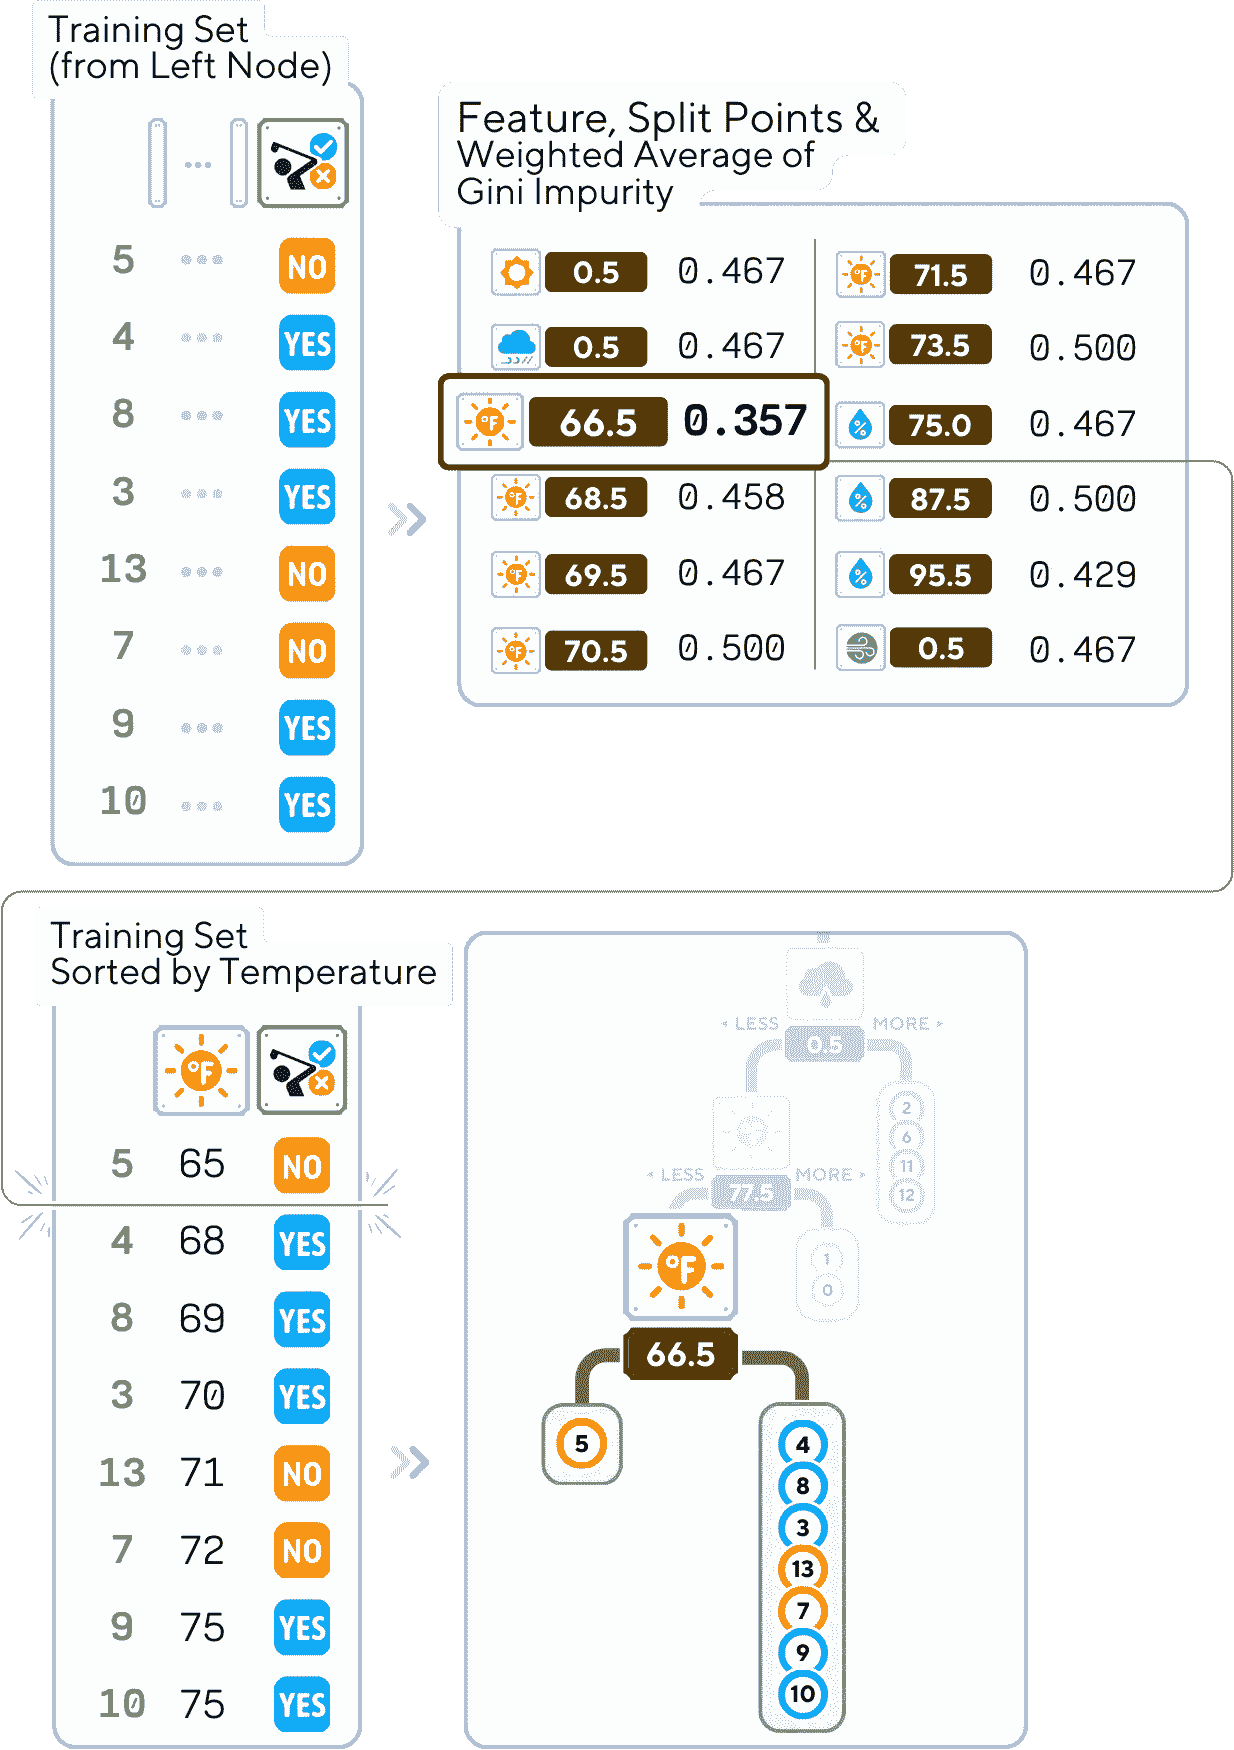 Training Set
(from Left Node)
...
5 ... NO
4 ... YES
8 ... YES
3 ... YES
13 ... NO
7 ... NO
9 ... YES
10 ... YES
Feature, Split Points &
Weighted Average of
Gini Impurity
0.5 0.467
0.5 0.467
°F 66.5 0.357
°F 68.5 0.458
°F 69.5 0.467
°F 70.5 0.500
°F 71.5 0.467
°F 73.5 0.500
% 75.0 0.467
% 87.5 0.500
% 95.5 0.429
0.5 0.467
Training Set
Sorted by Temperature
°F
5 65 NO
4 68 YES
8 69 YES
3 70 YES
13 71 NO
7 72 NO
9 75 YES
10 75 YES
LESS MORE
0.5
2
6
11
12
LESS MORE
77.5
1
0
°F
66.5
5
4
8
3
13
7
9
10